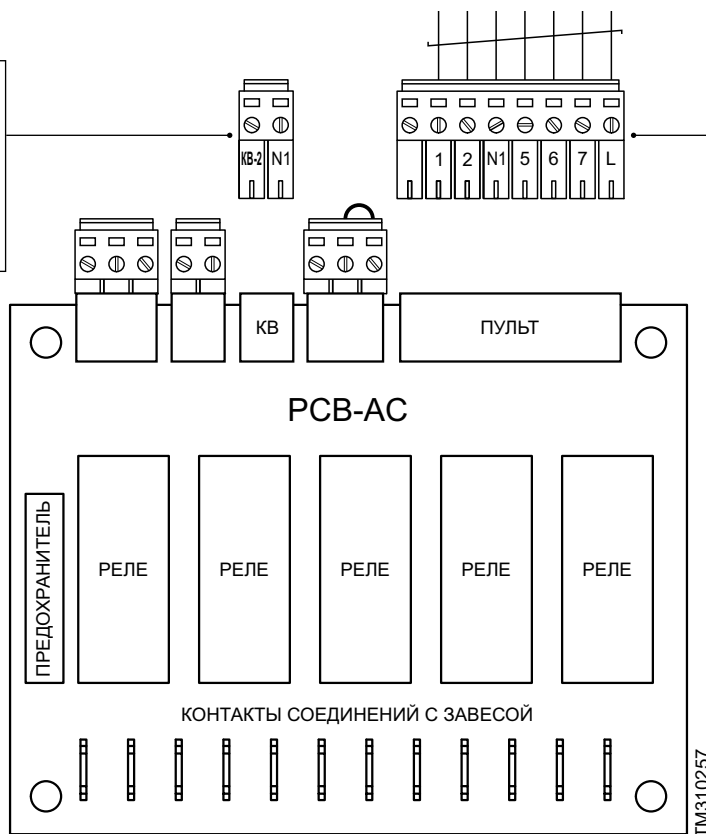 КВ-2 N1
1 2 N1 5 6 7 L
КВ
ПУЛЬТ
PCB-AC
ПРЕДОХРАНИТЕЛЬ
РЕЛЕ РЕЛЕ РЕЛЕ РЕЛЕ РЕЛЕ
КОНТАКТЫ СОЕДИНЕНИЙ С ЗАВЕСОЙ
TM310257